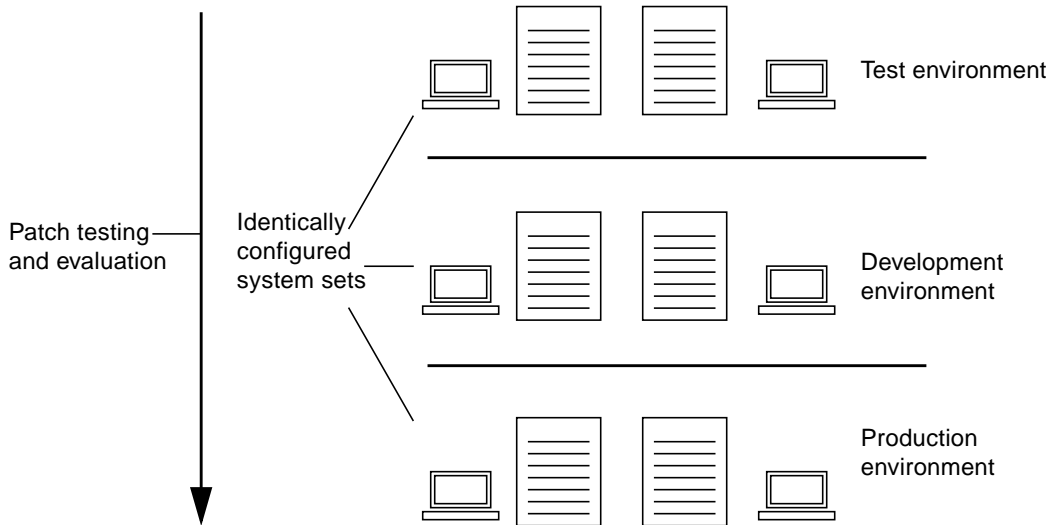 Test environment
Patch testing
and evaluation
Identically
configured
system sets
Development
environment
Production
environment